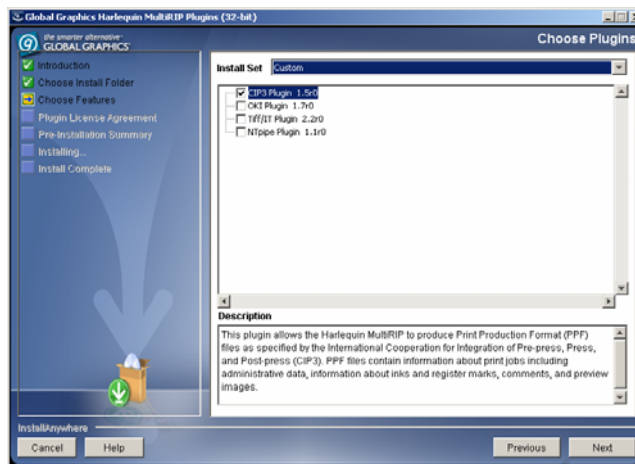 Global Graphics Harlequin MultiRIP Plugins (32-bit)
the smarter alternative
GLOBAL GRAPHICS
Choose Plugins
Introduction
Choose Install Folder
Choose Features
Plugin License Agreement
Pre-Installation Summary
Installing...
Install Complete
Install Set
Custom
CIP3 Plugin 1.5r0
OKI Plugin 1.7r0
Tiff/IT Plugin 2.2r0
NTpipe Plugin 1.1r0
Description
This plugin allows the Harlequin MultiRIP to produce Print Production Format (PPF)
files as specified by the International Cooperation for Integration of Pre-press, Press,
and Post-press (CIP3). PPF files contain information about print jobs including
administrative data, information about inks and register marks, comments, and preview
images.
InstallAnywhere
Cancel
Help
Previous
Next